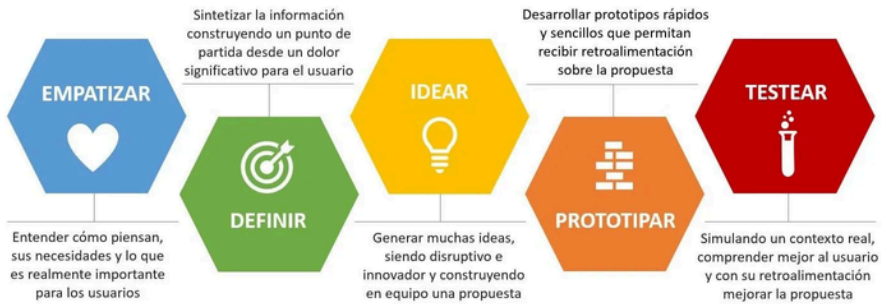 EMPATIZAR
Entender cómo piensan,
sus necesidades y lo que
es realmente importante
para los usuarios
Sintetizar la información
construyendo un punto de
partida desde un dolor
significativo para el usuario
DEFINIR
IDEAR
Generar muchas ideas,
siendo disruptivo e
innovador y construyendo
en equipo una propuesta
Desarrollar prototipos rápidos
y sencillos que permitan
recibir retroalimentación
sobre la propuesta
PROTOTIPAR
TESTEAR
Simulando un contexto real,
comprender mejor al usuario
y con su retroalimentación
mejorar la propuesta